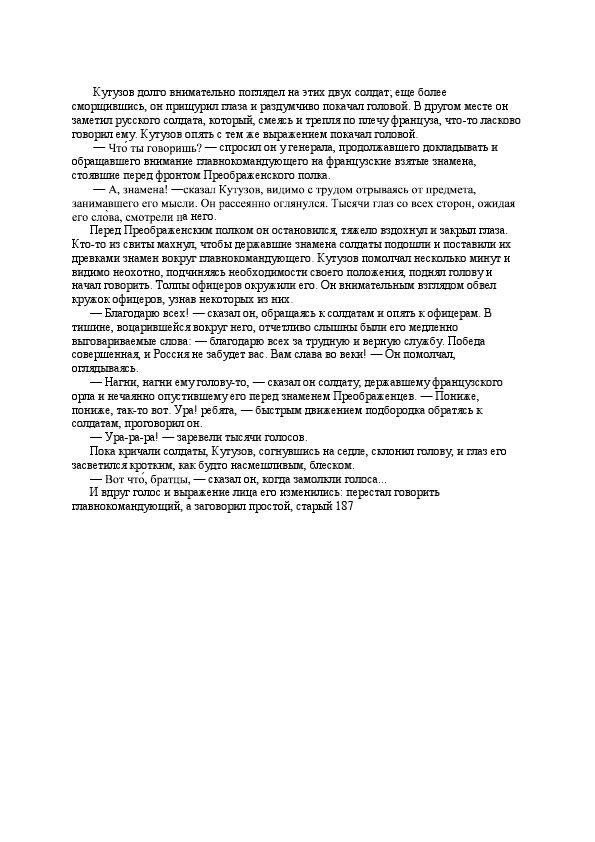 Кутузов долго внимательно поглядел на этих двух солдат; еще более
сморщившись, он прищурил глаза и раздумчиво покачал головой. В другом месте он
заметил русского солдата, который, смеясь и трепля по плечу француза, что-то ласково
говорил ему. Кутузов опять с тем же выражением покачал головой.
— Что́ ты говоришь? — спросил он у генерала, продолжавшего докладывать и
обращавшего внимание главнокомандующего на французские взятые знамена,
стоявшие перед фронтом Преображенского полка.
— А, знамена! —сказал Кутузов, видимо с трудом отрываясь от предмета,
занимавшего его мысли. Он рассеянно оглянулся. Тысячи глаз со всех сторон, ожидая
его сло́ва, смотрели на него.
Перед Преображенским полком он остановился, тяжело вздохнул и закрыл глаза.
Кто-то из свиты махнул, чтобы державшие знамена солдаты подошли и поставили их
древками знамен вокруг главнокомандующего. Кутузов помолчал несколько минут и
видимо неохотно, подчиняясь необходимости своего положения, поднял голову и
начал говорить. Толпы офицеров окружили его. Он внимательным взглядом обвел
кружок офицеров, узнав некоторых из них.
— Благодарю всех! — сказал он, обращаясь к солдатам и опять к офицерам. В
тишине, воцарившейся вокруг него, отчетливо слышны были его медленно
выговариваемые слова: — благодарю всех за трудную и верную службу. Победа
совершенная, и Россия не забудет вас. Вам слава во веки! — Он помолчал,
оглядываясь.
— Нагни, нагни ему голову-то, — сказал он солдату, державшему французского
орла и нечаянно опустившему его перед знаменем Преображенцев. — Пониже,
пониже, так-то вот. Ура! ребята, — быстрым движением подбородка обратясь к
солдатам, проговорил он.
— Ура-ра-ра! — заревели тысячи голосов.
Пока кричали солдаты, Кутузов, согнувшись на седле, склонил голову, и глаз его
засветился кротким, как будто насмешливым, блеском.
— Вот что́, братцы, — сказал он, когда замолкли голоса...
И вдруг голос и выражение лица его изменились: перестал говорить
главнокомандующий, а заговорил простой, старый 187